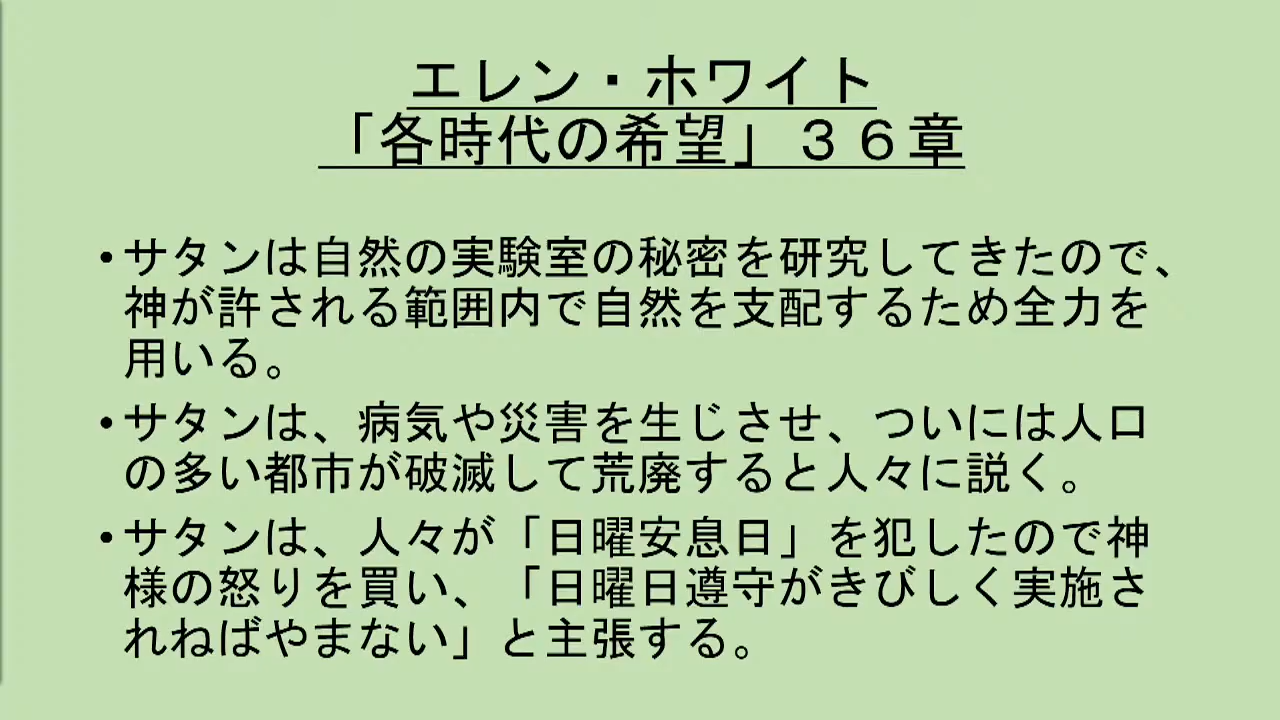 エレン・ホワイト
「各時代の希望」３６章
・サタンは自然の実験室の秘密を研究してきたので、
神が許される範囲内で自然を支配するため全力を
用いる。
・サタンは、病気や災害を生じさせ、ついには人口
の多い都市が破滅して荒廃すると人々に説く。
・サタンは、人々が「日曜安息日」を犯したので神
様の怒りを買い、「日曜日遵守がきびしく実施さ
れねばやまない」と主張する。